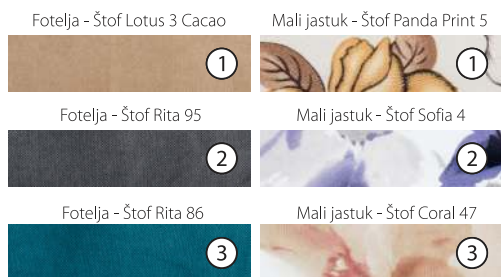 Fotelja - Štof Lotus 3 Cacao
Mali jastuk - Štof Panda Print 5
1
1
Fotelja - Štof Rita 95
Mali jastuk - Štof Sofia 4
2
2
Fotelja - Štof Rita 86
Mali jastuk - Štof Coral 47
3
3